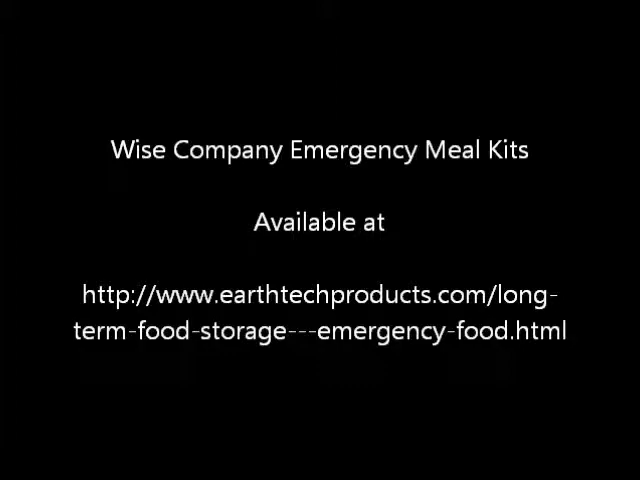 Wise Company Emergency Meal Kits
Available at
http://www.earthtechproducts.com/long-
term-food-storage---emergency-food.html